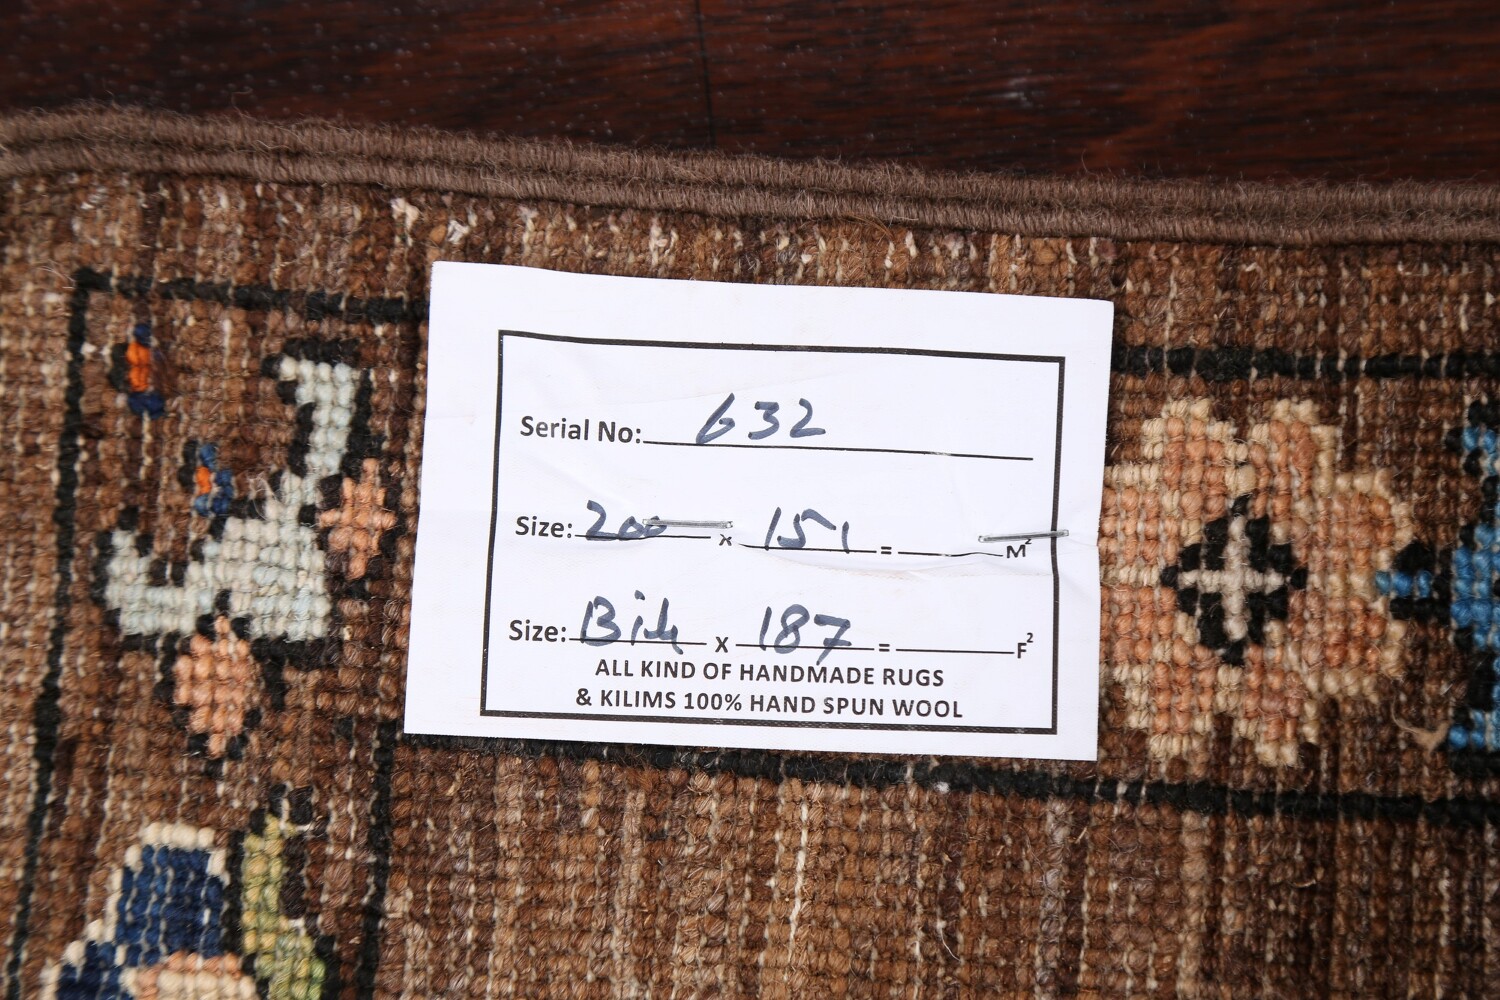 Serial No: 632
Size: 200 x 151 = M²
Size: x 187 = F²
ALL KIND OF HANDMADE RUGS
& KILIMS 100% HAND SPUN WOOL